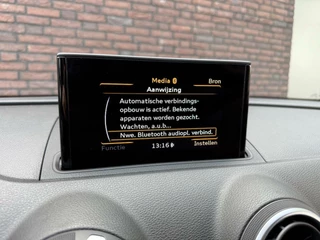 Media
Bron
Aanwijzing
Automatische verbindings-
opbouw is actief. Bekende
apparaten worden gezocht.
Wachten, a.u.b...
Nwe. Bluetooth audiopl. verbind.
Functie
13:16
Instellen